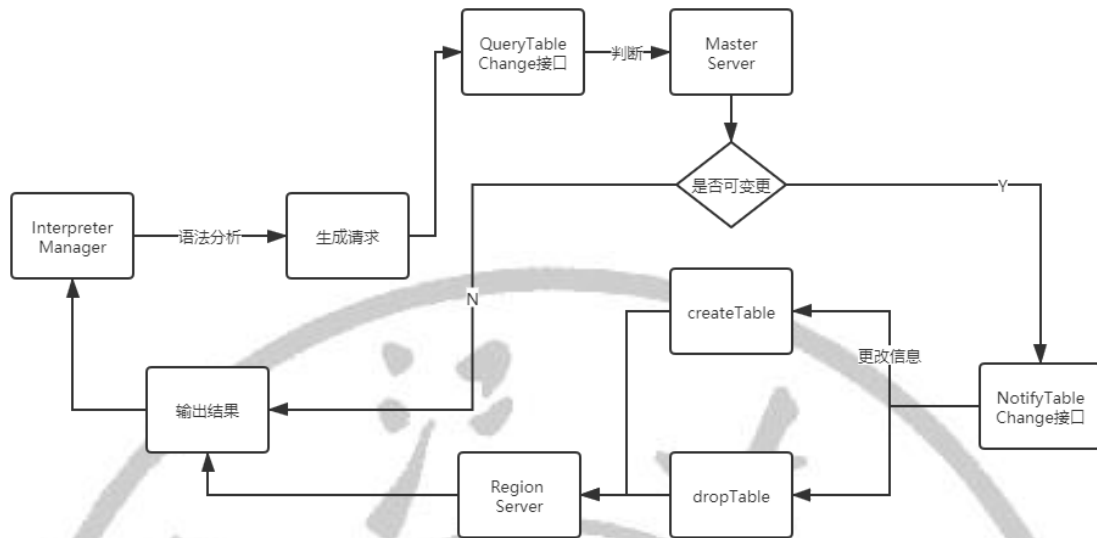 QueryTable
Change接口
判断
Master
Server
是否可变更
Y
Interpreter
Manager
语法分析
生成请求
N
createTable
更改信息
NotifyTable
Change接口
输出结果
Region
Server
dropTable